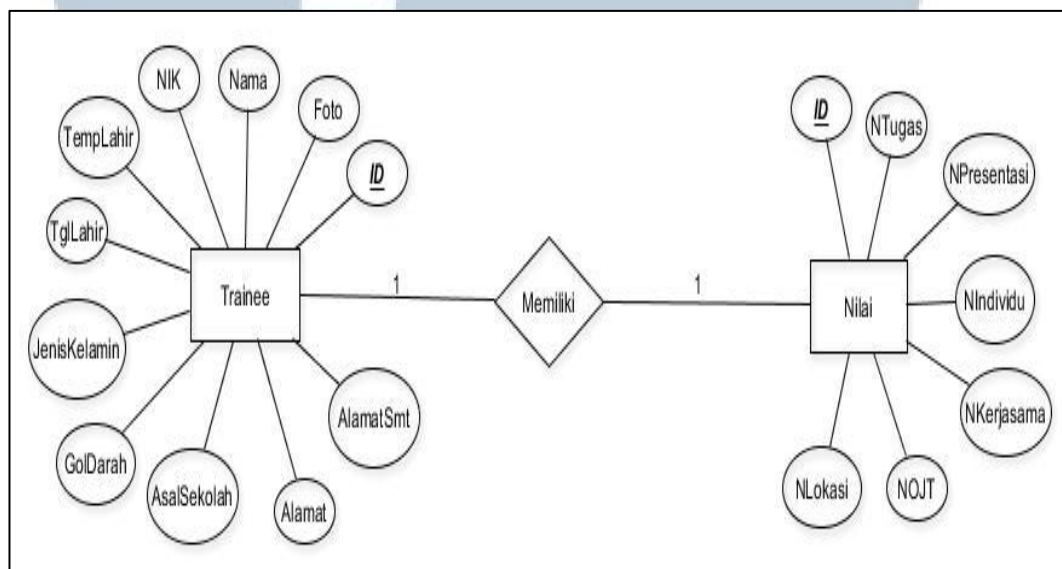 NIK
Nama
Foto
ID
TempLahir
TglLahir
JenisKelamin
GolDarah
AsalSekolah
Alamat
AlamatSmt
Trainee
1
Memiliki
1
Nilai
ID
NTugas
NPresentasi
NIndividu
NKerjasama
NOJT
NLokasi